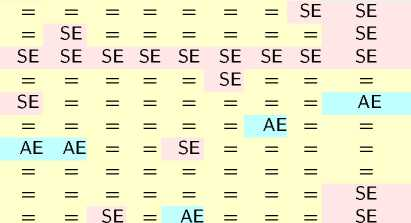 = = = = = = = SE SE
= SE = = = = = = SE
SE SE SE SE SE SE SE SE SE
= = = = = SE = = =
SE = = = = = = = AE
= = = = = = AE = =
AE AE = = SE = = = =
= = = = = = = = =
= = = = = = = = SE
= = SE = AE = = = SE